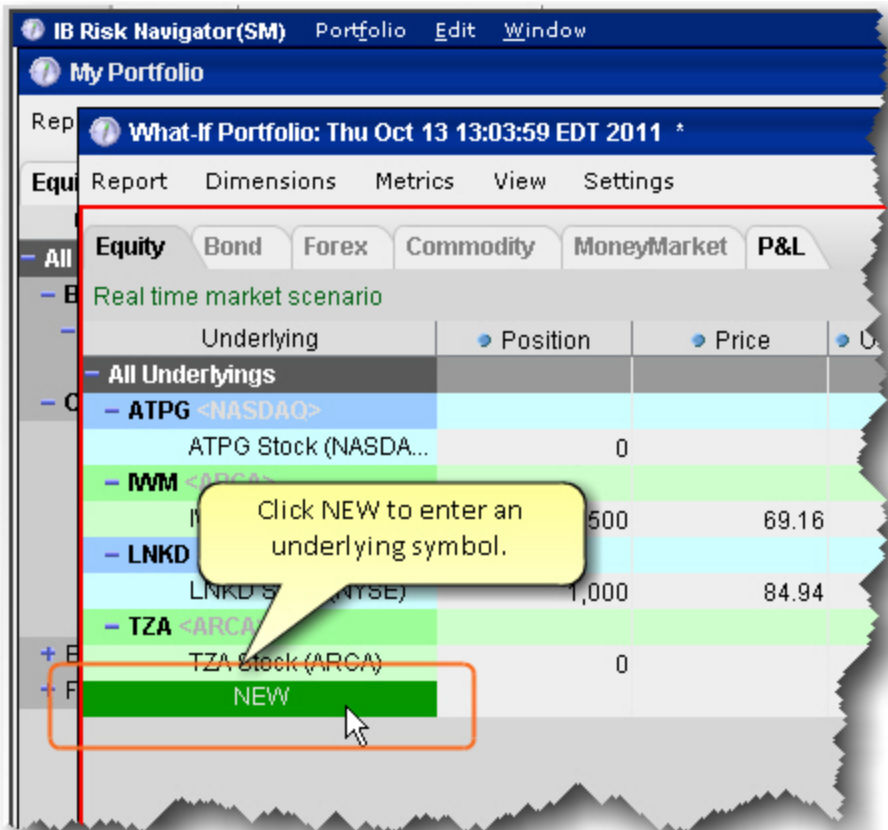 IB Risk Navigator(SM) Portfolio Edit Window
My Portfolio
Rep
What-If Portfolio: Thu Oct 13 13:03:59 EDT 2011 *
Equi
Report Dimensions Metrics View Settings
Equity Bond Forex Commodity MoneyMarket P&L
All
Real time market scenario
Underlying Position Price
All Underlyings
ATPG <NASDAQ>
ATPG Stock (NASDA... 0
IWM <ARCA>
Click NEW to enter an
underlying symbol.
500 69.16
LNKD
LNKD (NYSE) 1,000 84.94
TZA <ARCA>
TZA Stock (ARCA) 0
NEW